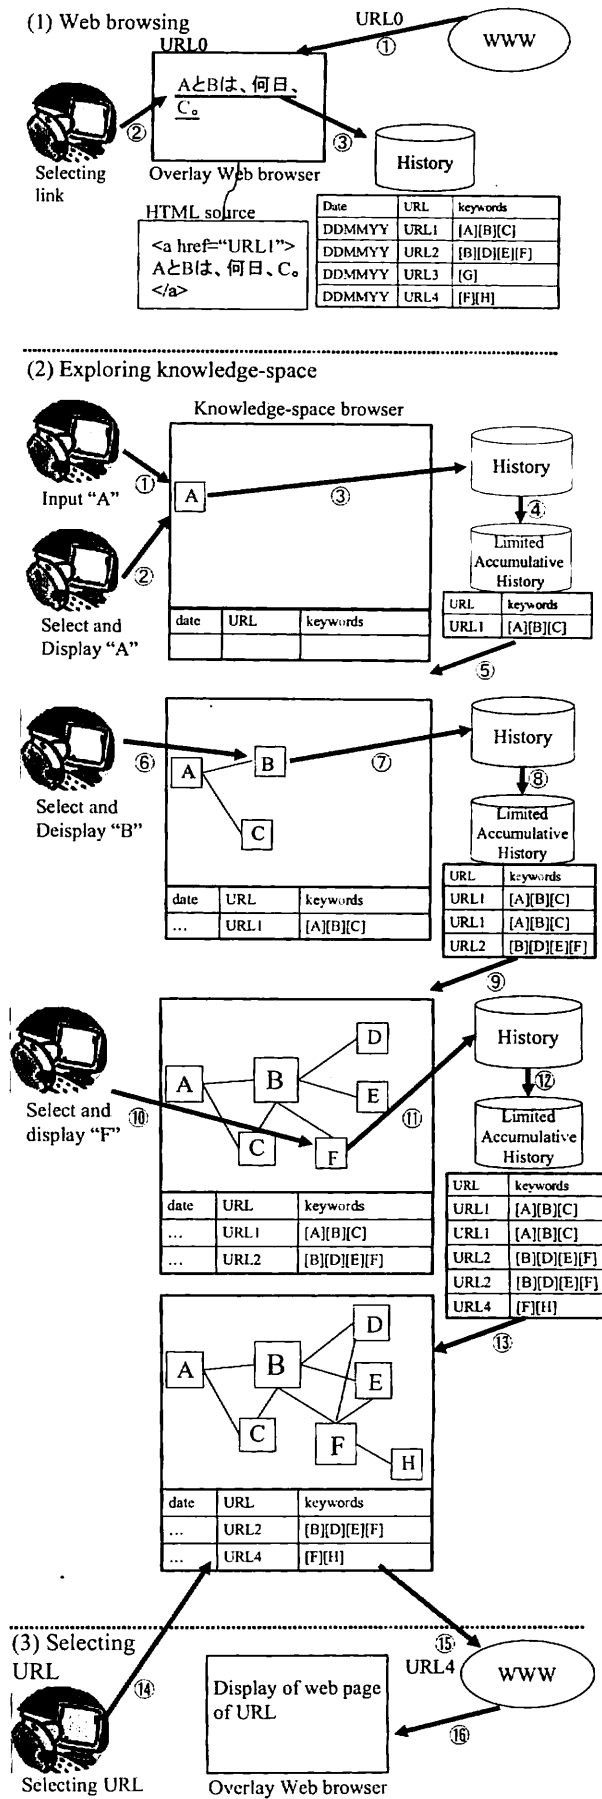 (1) Web browsing
URL0
URL0
①
WWW
AとBは、何日、
C。
②
③
Selecting
link
Overlay Web browser
History
HTML source
<a href="URL1">
AとBは、何日、C。
</a>
Date URL keywords
DDMMYY URL1 [A][B][C]
DDMMYY URL2 [B][D][E][F]
DDMMYY URL3 [G]
DDMMYY URL4 [F][H]
(2) Exploring knowledge-space
Knowledge-space browser
Input "A"
①
A
③
History
④
②
Select and
Display "A"
Limited
Accumulative
History
date URL keywords
URL keywords
URL1 [A][B][C]
⑤
⑥
Select and
Deisplay "B"
A
B
C
⑦
History
⑧
Limited
Accumulative
History
date URL keywords
... URL1 [A][B][C]
URL keywords
URL1 [A][B][C]
URL1 [A][B][C]
URL2 [B][D][E][F]
⑨
Select and
display "F"
⑩
A
B
C
D
E
F
⑪
History
⑫
Limited
Accumulative
History
date URL keywords
... URL1 [A][B][C]
... URL2 [B][D][E][F]
URL keywords
URL1 [A][B][C]
URL1 [A][B][C]
URL2 [B][D][E][F]
URL2 [B][D][E][F]
URL4 [F][H]
⑬
A
B
C
D
E
F
H
date URL keywords
... URL2 [B][D][E][F]
... URL4 [F][H]
(3) Selecting
URL
⑭
Selecting URL
Display of web page
of URL
Overlay Web browser
⑮
URL4
WWW
⑯